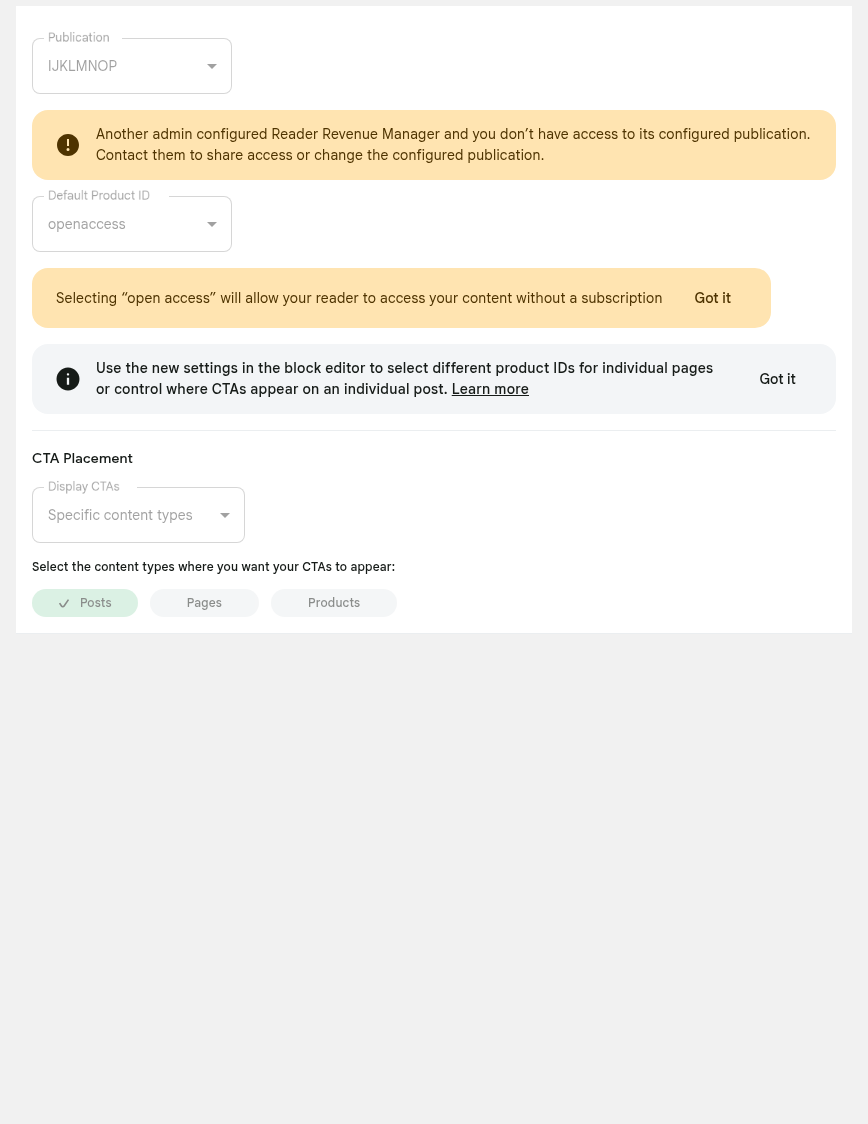 Publication
IJKLMNOP
Another admin configured Reader Revenue Manager and you don’t have access to its configured publication.
Contact them to share access or change the configured publication.
Default Product ID
openaccess
Selecting “open access” will allow your reader to access your content without a subscription
Got it
Use the new settings in the block editor to select different product IDs for individual pages
or control where CTAs appear on an individual post. Learn more
Got it
CTA Placement
Display CTAs
Specific content types
Select the content types where you want your CTAs to appear:
Posts Pages Products